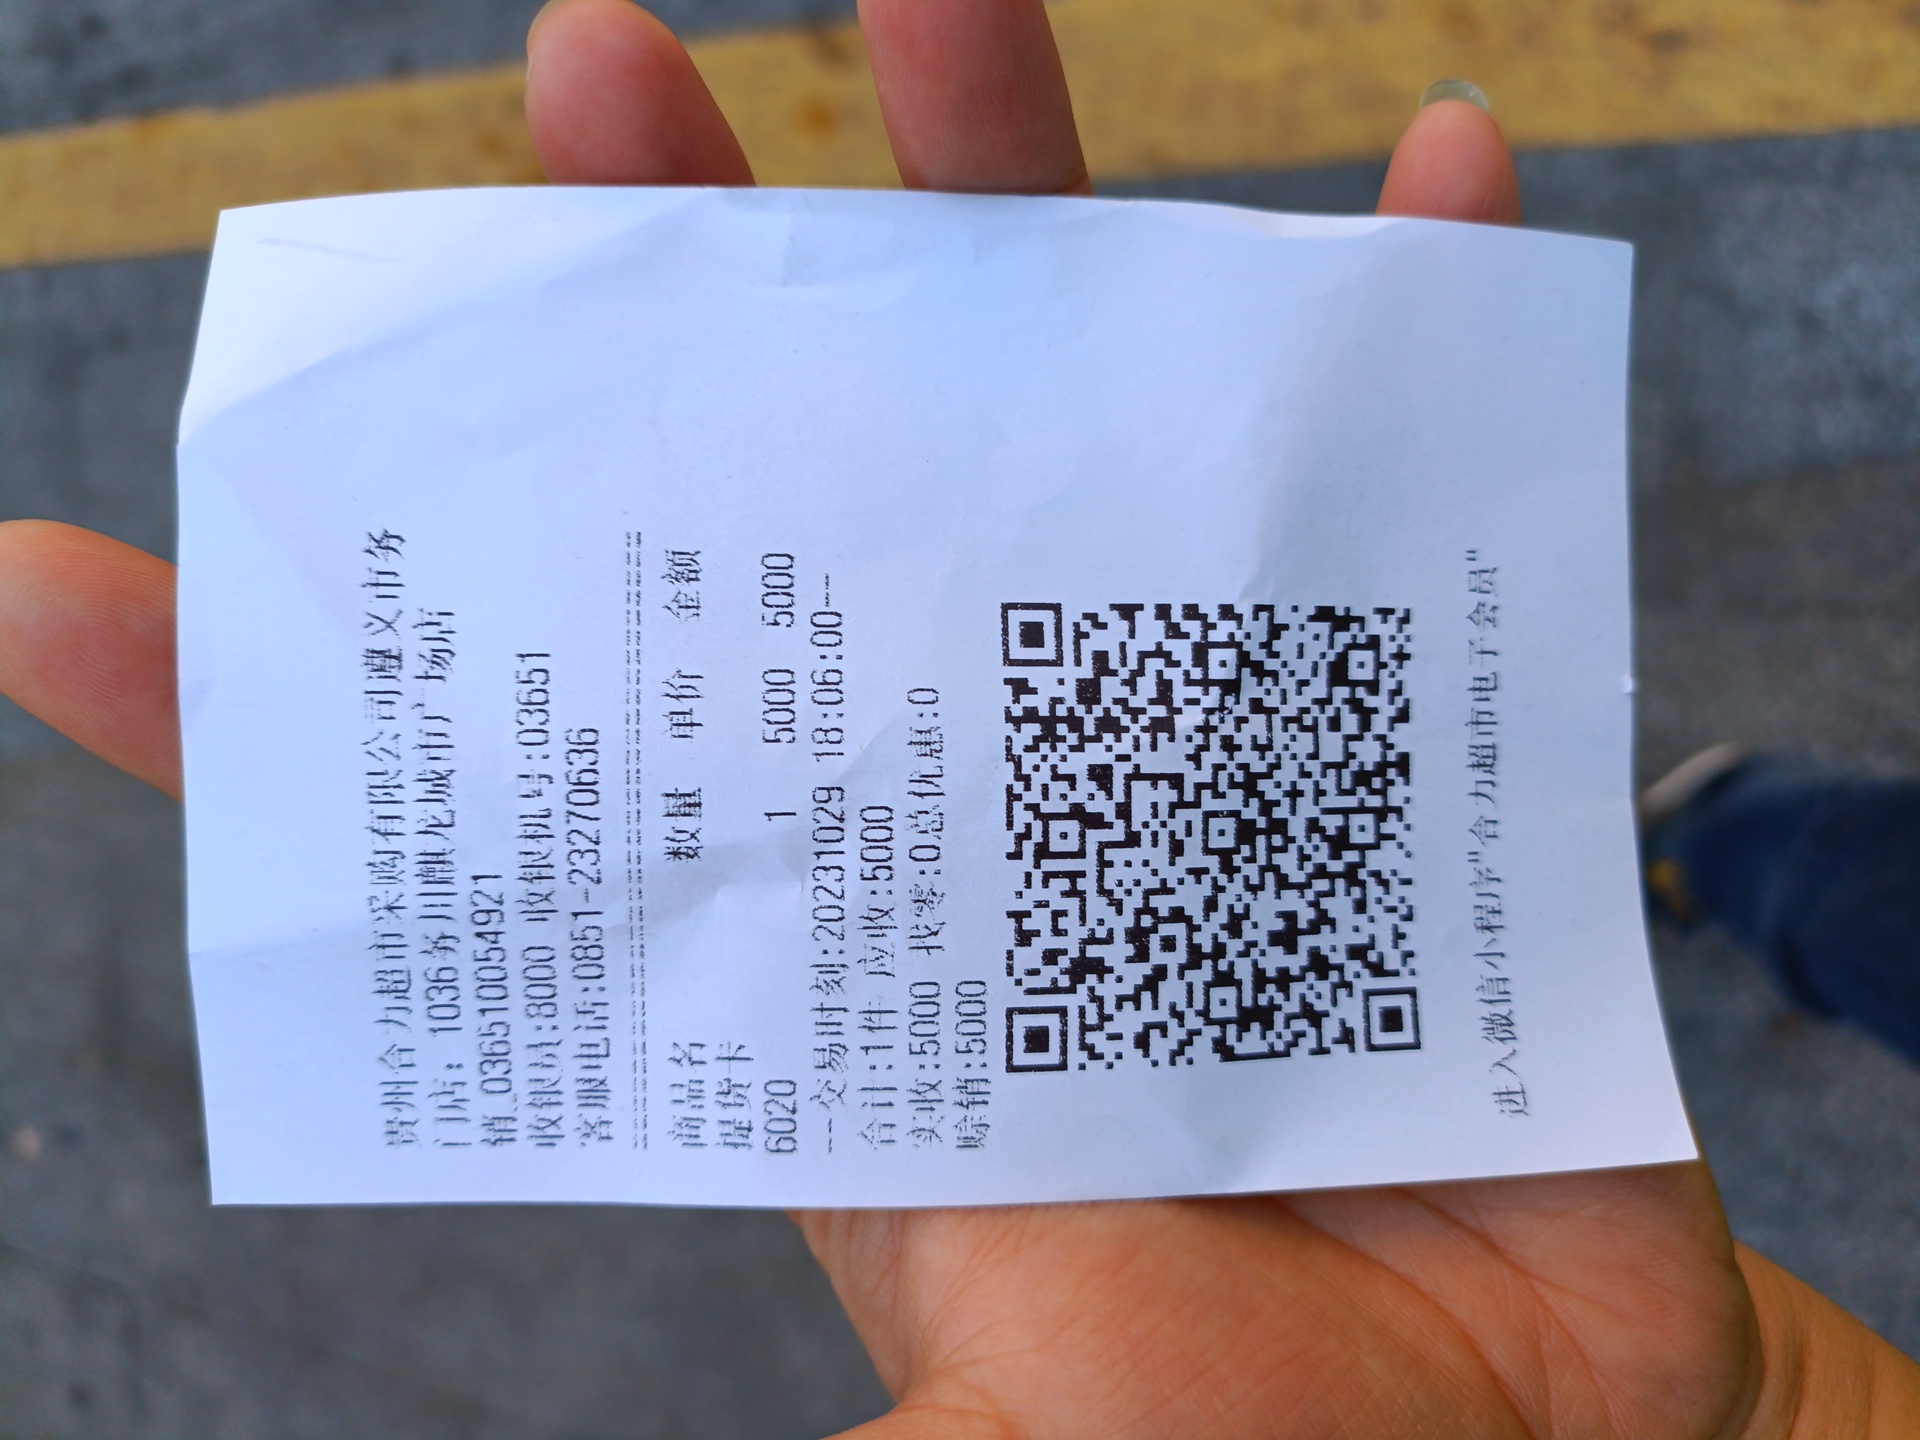 贵州合力超市采购有限公司遵义市务
门店: 1036务川麒龙城市广场店
销_036510054921
收银员:8000 收银机号:03651
客服电话:0851-23270636
商品名 数量 单价 金额
提货卡
6020 1 5000 5000
---交易时刻:20231029 18:06:00---
合计:1件 应收:5000
实收:5000 找零:0总优惠:0
赊销:5000
进入微信小程序"合力超市电子会员"